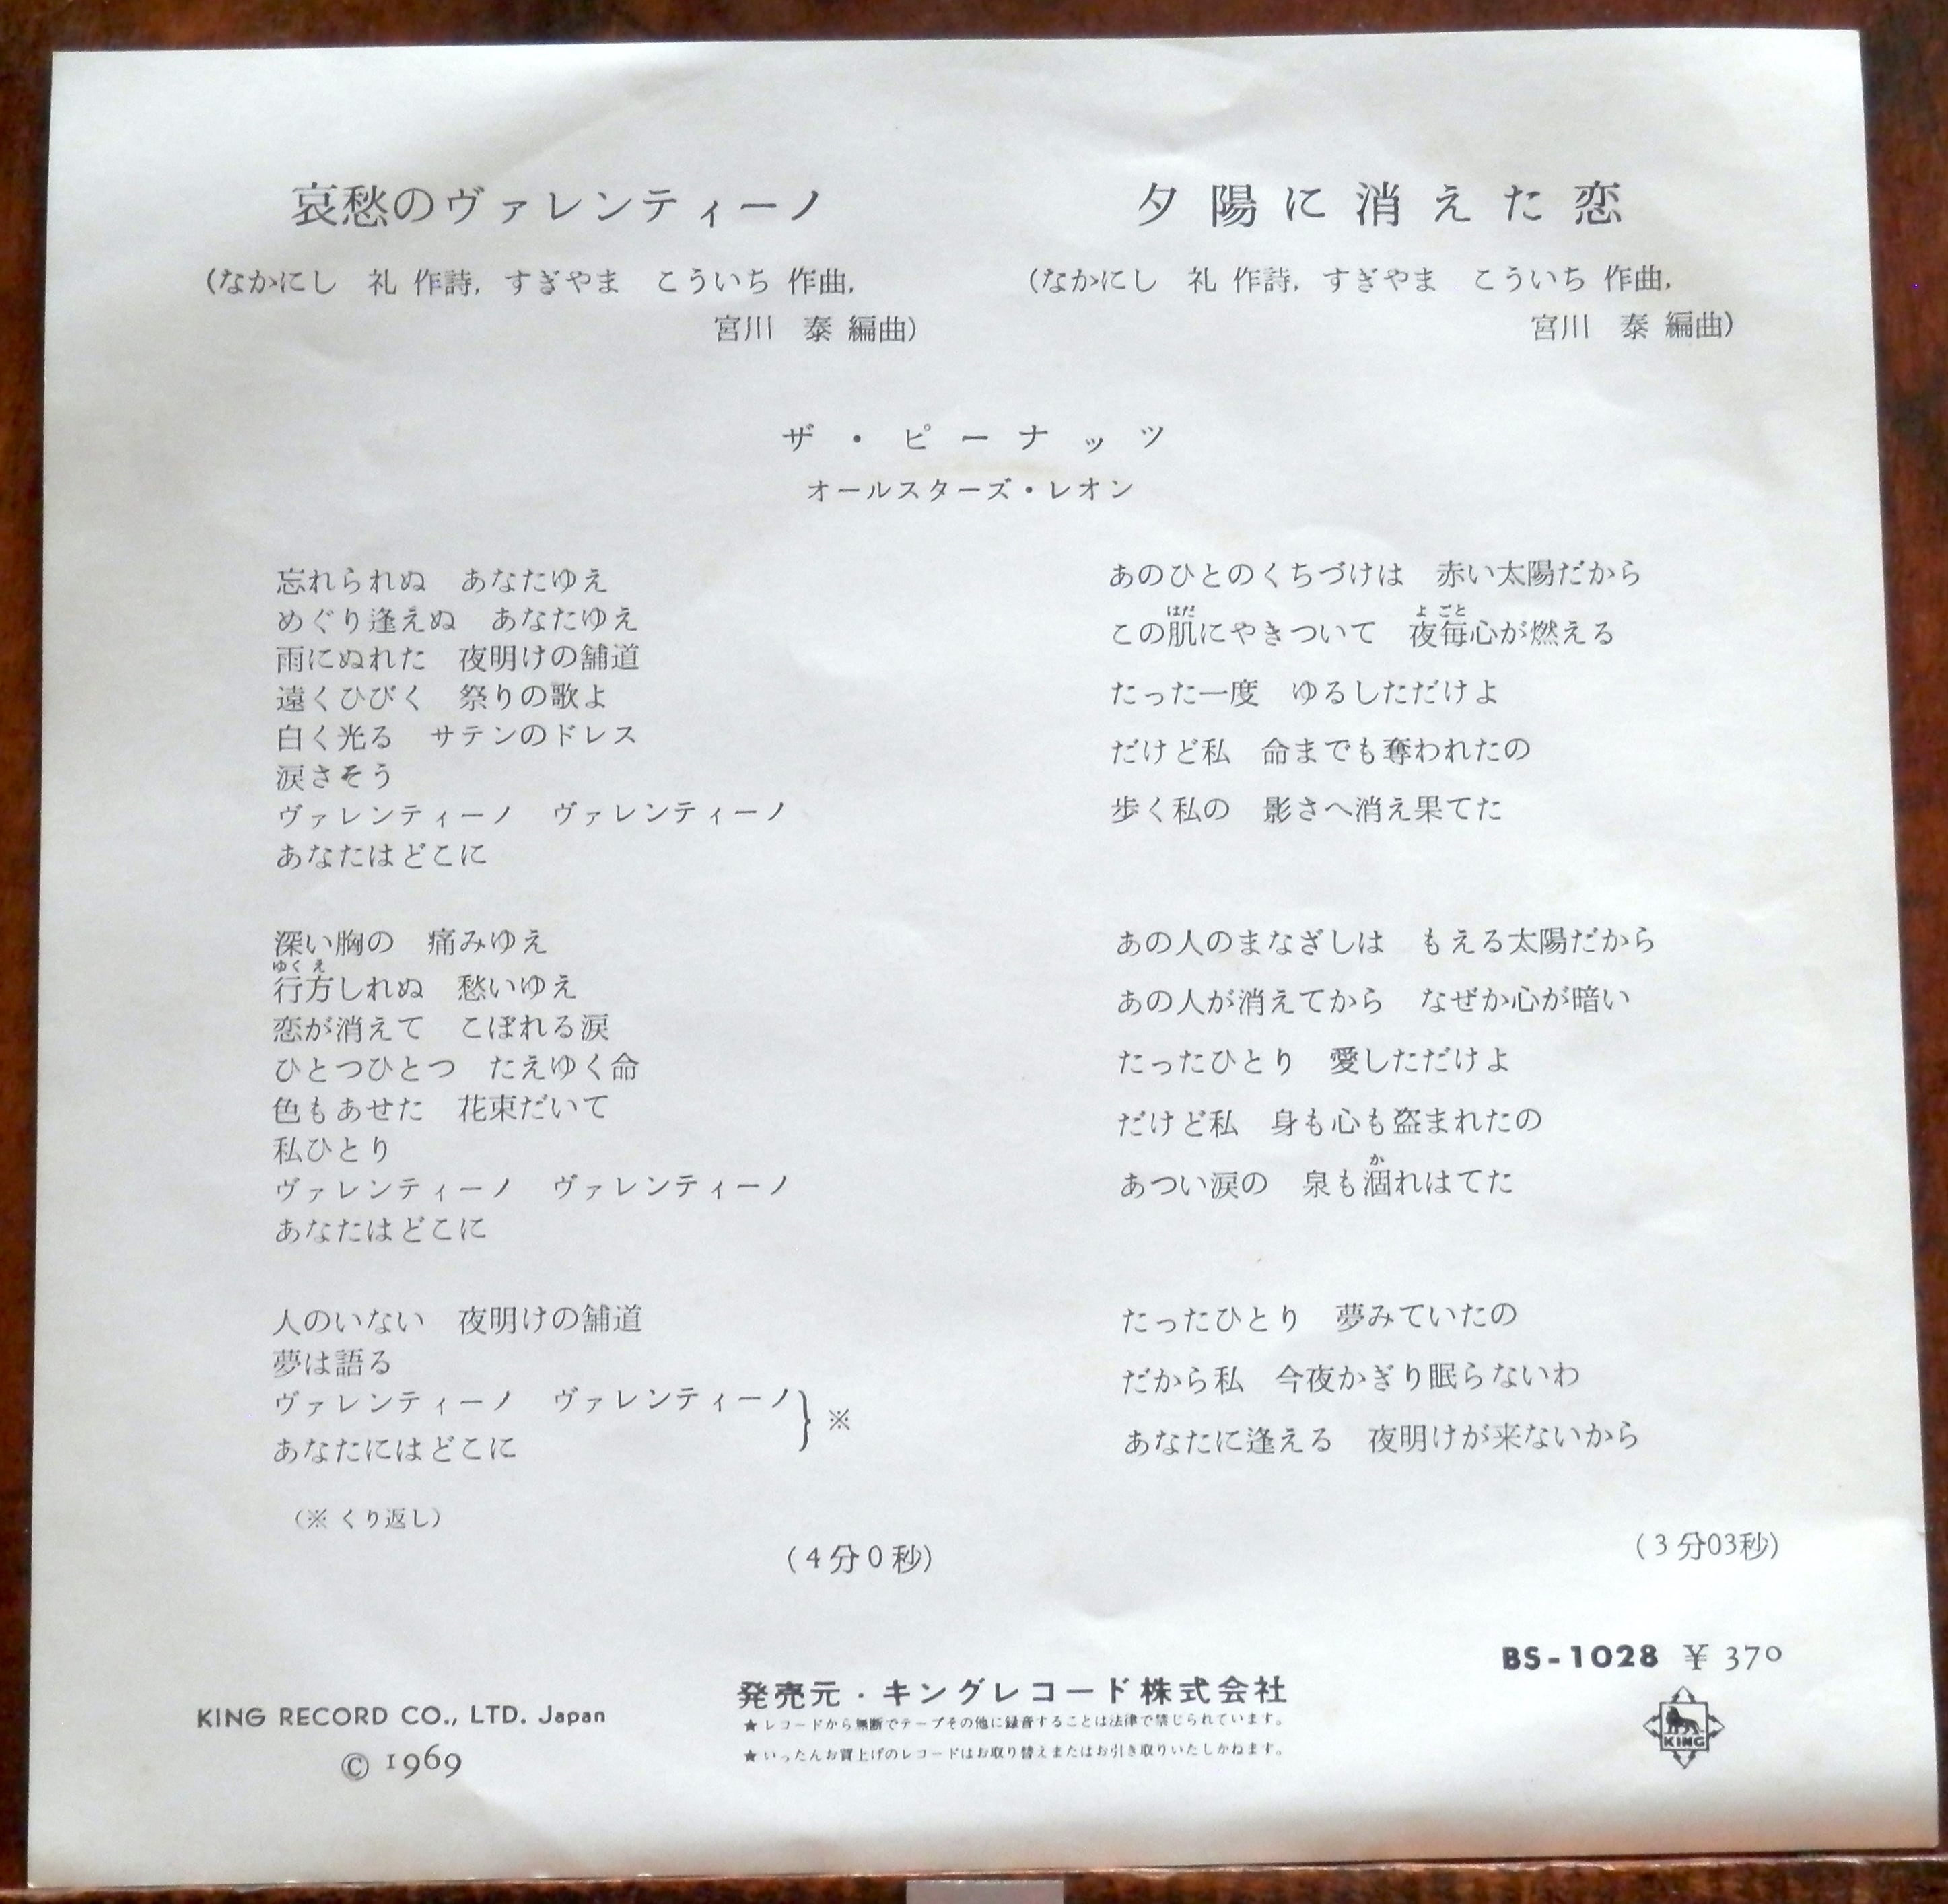 哀愁のヴァレンティーノ
(なかにし　礼 作詩, すぎやま　こういち 作曲,
宮川　泰 編曲)
夕陽に消えた恋
(なかにし　礼 作詩, すぎやま　こういち 作曲,
宮川　泰 編曲)
ザ・ピーナッツ
オールスターズ・レオン
忘れられぬ　あなたゆえ
めぐり逢えぬ　あなたゆえ
雨にぬれた　夜明けの舗道
遠くひびく　祭りの歌よ
白く光る　サテンのドレス
涙さそう
ヴァレンティーノ　ヴァレンティーノ
あなたはどこに
深い胸の　痛みゆえ
ゆくえ
行方しれぬ　愁いゆえ
恋が消えて　こぼれる涙
ひとつひとつ　たえゆく命
色もあせた　花束だいて
私ひとり
ヴァレンティーノ　ヴァレンティーノ
あなたはどこに
人のいない　夜明けの舗道
夢は語る
ヴァレンティーノ　ヴァレンティーノ } ※
あなたにはどこに
(※ くり返し)
(4分0秒)
あのひとのくちづけは　赤い太陽だから
はだ　よごと
この肌にやきついて　夜毎心が燃える
たった一度　ゆるしただけよ
だけど私　命までも奪われたの
歩く私の　影さへ消え果てた
あの人のまなざしは　もえる太陽だから
あの人が消えてから　なぜか心が暗い
たったひとり　愛しただけよ
だけど私　身も心も盗まれたの
か
あつい涙の　泉も涸れはてた
たったひとり　夢みていたの
だから私　今夜かぎり眠らないわ
あなたに逢える　夜明けが来ないから
(3分03秒)
BS-1028 ¥ 370
KING RECORD CO., LTD. Japan
© 1969
発売元・キングレコード株式会社
★レコードから無断でテープその他に録音することは法律で禁じられています。
★いったんお買上げのレコードはお取り替えまたはお引き取りいたしかねます。
KING